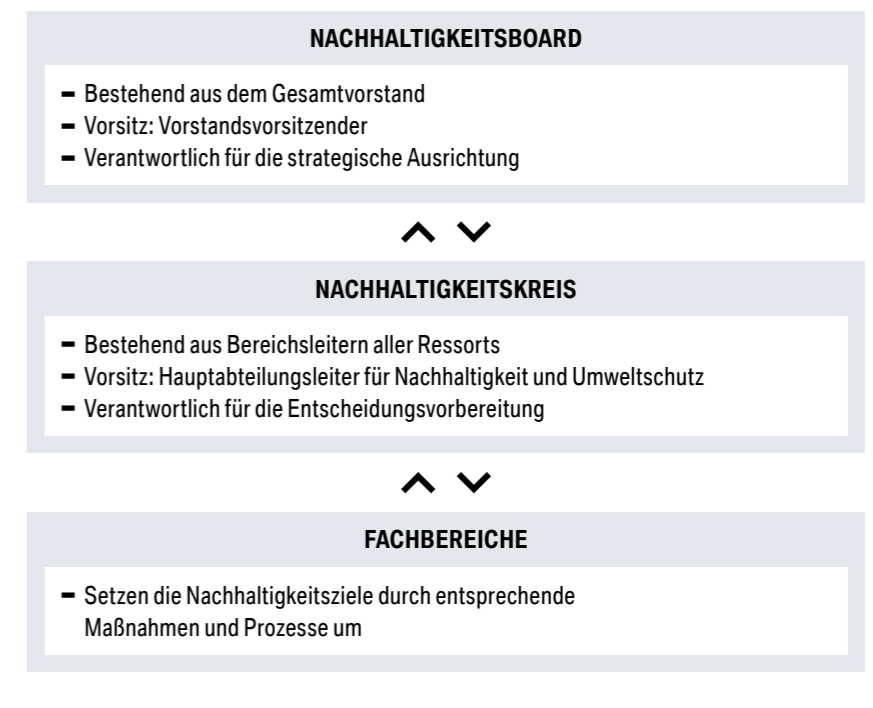 NACHHALTIGKEITSBOARD
– Bestehend aus dem Gesamtvorstand
– Vorsitz: Vorstandsvorsitzender
– Verantwortlich für die strategische Ausrichtung
NACHHALTIGKEITSKREIS
– Bestehend aus Bereichsleitern aller Ressorts
– Vorsitz: Hauptabteilungsleiter für Nachhaltigkeit und Umweltschutz
– Verantwortlich für die Entscheidungsvorbereitung
FACHBEREICHE
– Setzen die Nachhaltigkeitsziele durch entsprechende
Maßnahmen und Prozesse um